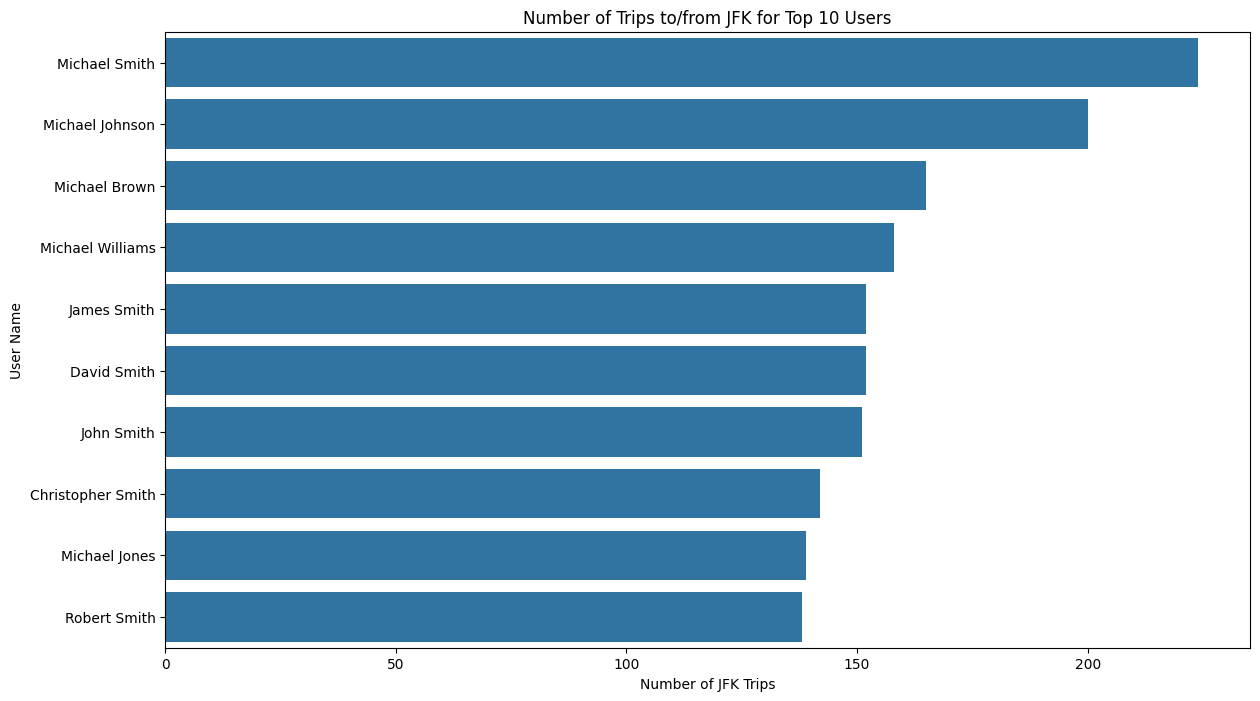 Number of Trips to/from JFK for Top 10 Users
User Name
Michael Smith
Michael Johnson
Michael Brown
Michael Williams
James Smith
David Smith
John Smith
Christopher Smith
Michael Jones
Robert Smith
0 50 100 150 200
Number of JFK Trips